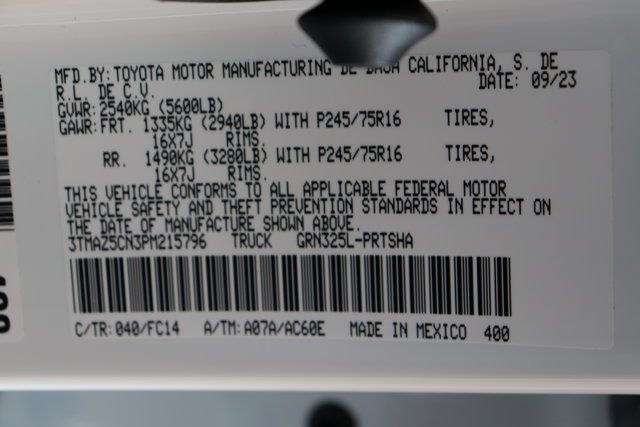 MFD.BY: TOYOTA MOTOR MANUFACTURING DE BAJA CALIFORNIA, S. DE
R.L. DE C.V. DATE: 09/23
GVWR: 2540KG (5600LB)
GAWR: FRT. 1335KG (2940LB) WITH P245/75R16 TIRES,
16X7J RIMS.
RR. 1490KG (3280LB) WITH P245/75R16 TIRES,
16X7J RIMS.
THIS VEHICLE CONFORMS TO ALL APPLICABLE FEDERAL MOTOR
VEHICLE SAFETY AND THEFT PREVENTION STANDARDS IN EFFECT ON
THE DATE OF MANUFACTURE SHOWN ABOVE.
3TMAZ5CN3PM215796 TRUCK GRN325L-PRTSHA
C/TR: 040/FC14 A/TM: A07A/AC60E MADE IN MEXICO 400